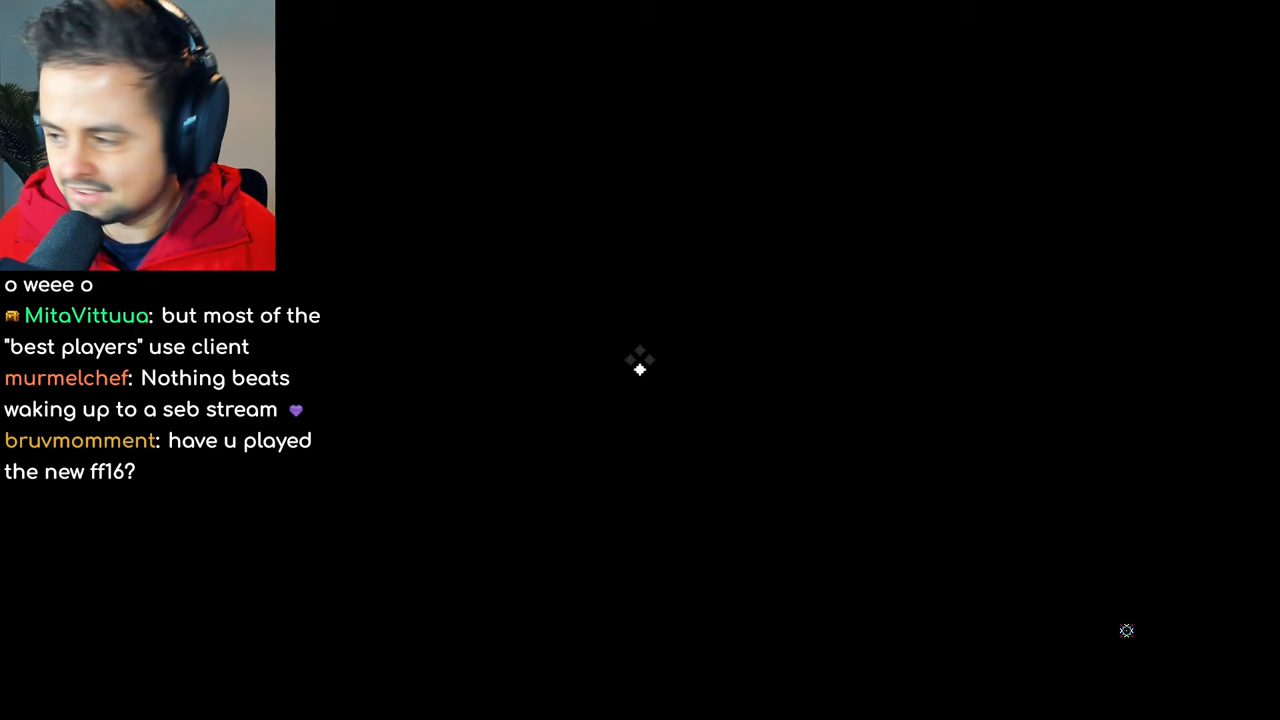 o weee o
MitaVittuua: but most of the
"best players" use client
murmelchef: Nothing beats
waking up to a seb stream
bruvmomment: have u played
the new ff16?